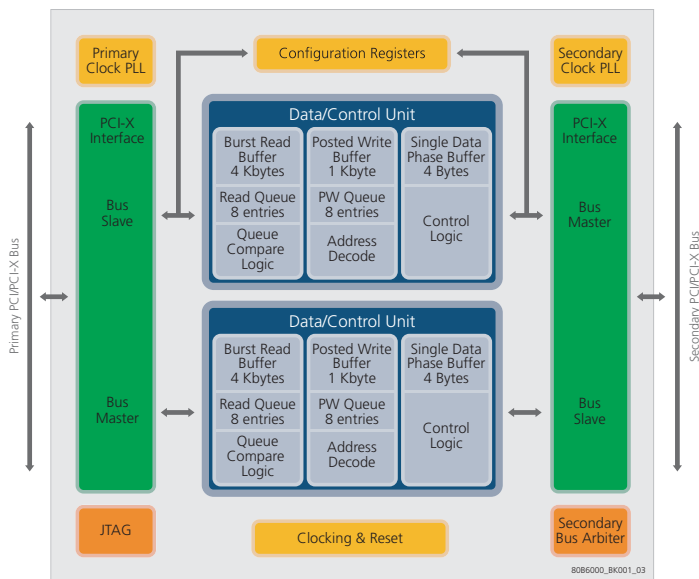 Primary
Clock PLL
Configuration Registers
Secondary
Clock PLL
PCI-X
Interface
Bus
Slave
Bus
Master
Data/Control Unit
Burst Read
Buffer
4 Kbytes
Read Queue
8 entries
Queue
Compare
Logic
Posted Write
Buffer
1 Kbyte
PW Queue
8 entries
Address
Decode
Single Data
Phase Buffer
4 Bytes
Control
Logic
Data/Control Unit
Burst Read
Buffer
4 Kbytes
Read Queue
8 entries
Queue
Compare
Logic
Posted Write
Buffer
1 Kbyte
PW Queue
8 entries
Address
Decode
Single Data
Phase Buffer
4 Bytes
Control
Logic
PCI-X
Interface
Bus
Master
Bus
Slave
Primary PCI/PCI-X Bus
Secondary PCI/PCI-X Bus
JTAG
Clocking & Reset
Secondary
Bus Arbiter
80B6000_BK001_03